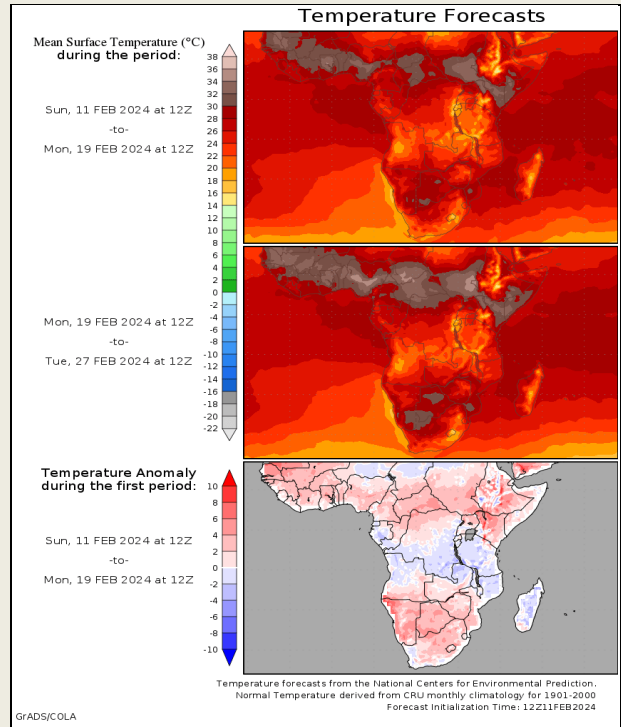 Temperature Forecasts
Mean Surface Temperature (°C)
during the period:
38
36
34
32
30
28
26
24
22
20
18
16
14
12
10
8
6
4
2
0
-2
-4
-6
-8
-10
-12
-14
-16
-18
-20
-22
Sun, 11 FEB 2024 at 12Z
-to-
Mon, 19 FEB 2024 at 12Z
Mon, 19 FEB 2024 at 12Z
-to-
Tue, 27 FEB 2024 at 12Z
Temperature Anomaly
during the first period:
10
8
6
4
2
0
-2
-4
-6
-8
-10
Sun, 11 FEB 2024 at 12Z
-to-
Mon, 19 FEB 2024 at 12Z
Temperature forecasts from the National Centers for Environmental Prediction.
Normal Temperature derived from CRU monthly climatology for 1901-2000
Forecast Initialization Time: 12Z11FEB2024
GrADS/COLA